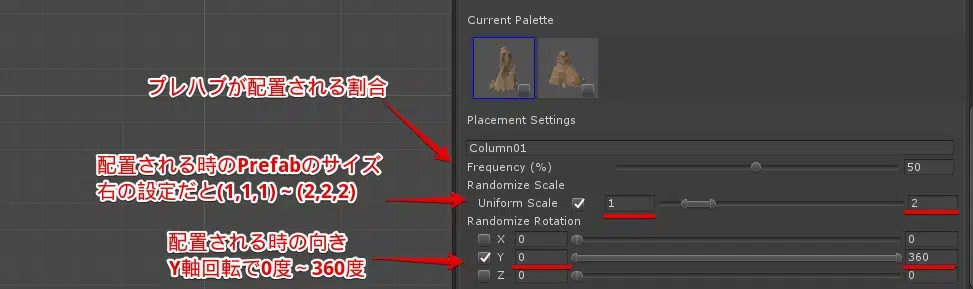 Current Palette
プレハブが配置される割合
Placement Settings
Column01
Frequency (%) 50
配置される時のPrefabのサイズ
右の設定だと(1,1,1)～(2,2,2)
Randomize Scale
Uniform Scale 1 2
Randomize Rotation
配置される時の向き
Y軸回転で0度～360度
X 0 0
Y 0 360
Z 0 0